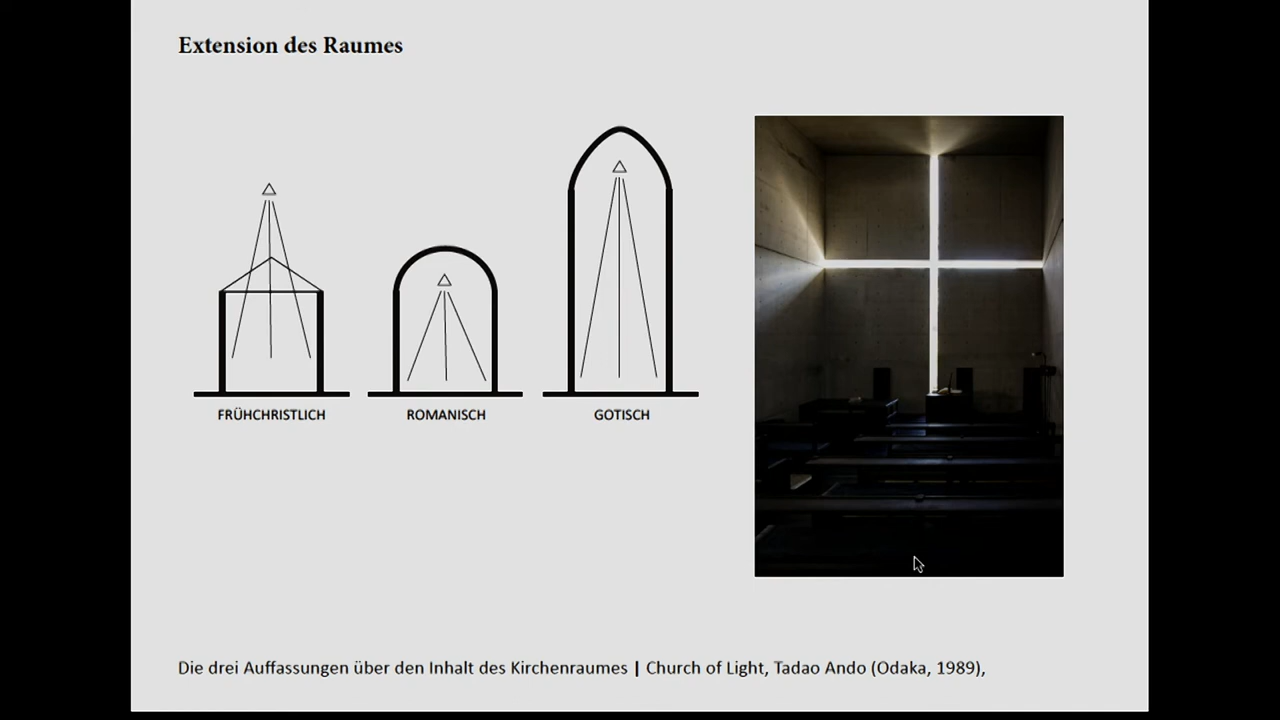 Extension des Raumes
FRÜHCHRISTLICH
ROMANISCH
GOTISCH
Die drei Auffassungen über den Inhalt des Kirchenraumes | Church of Light, Tadao Ando (Odaka, 1989),